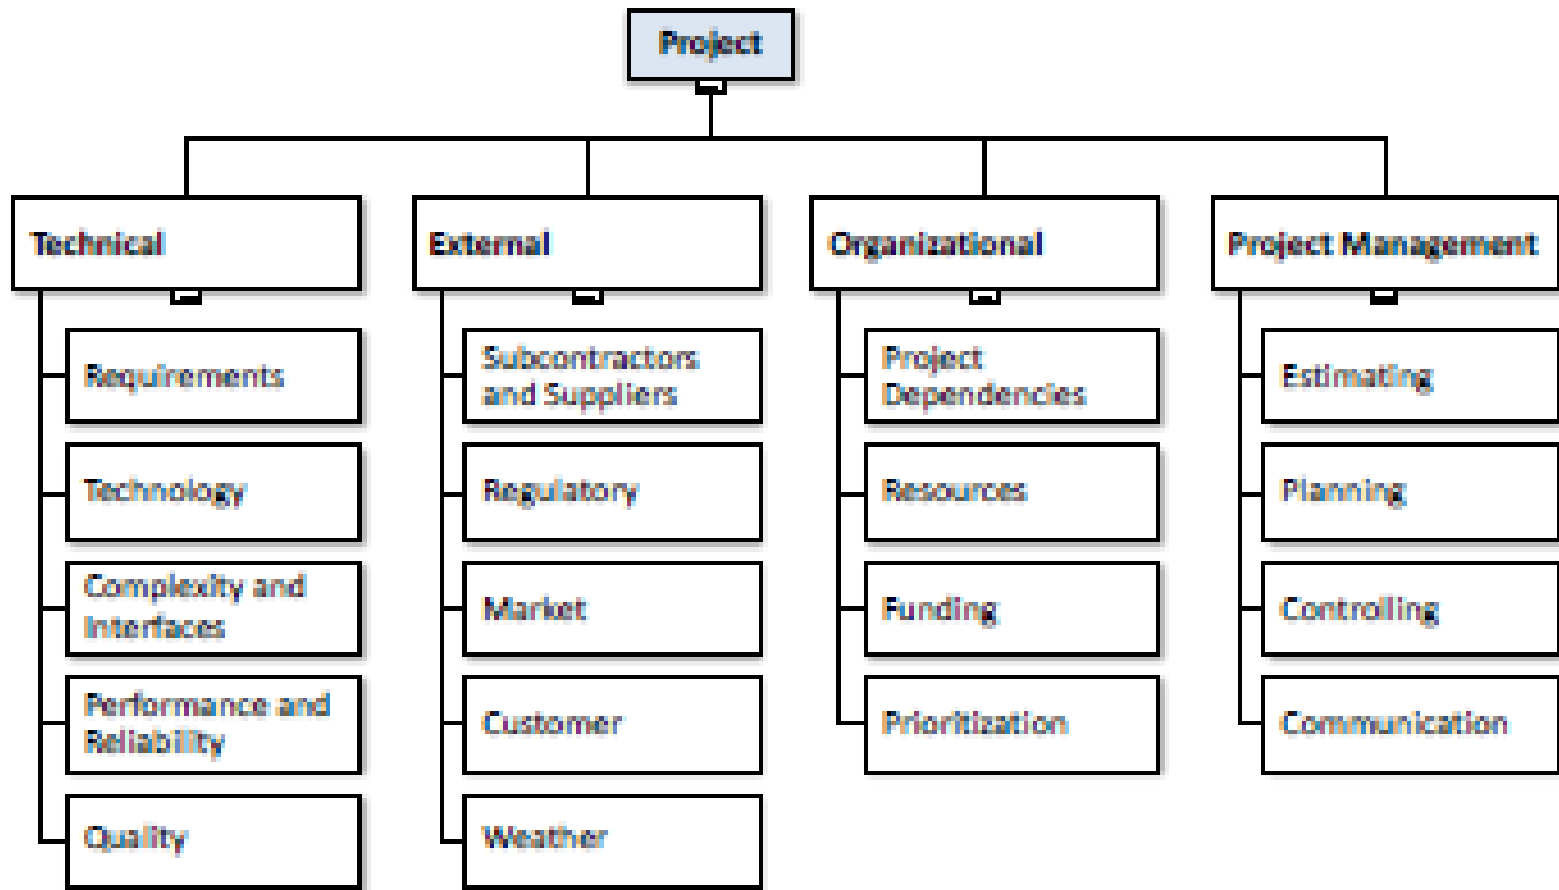 Project
Technical
External
Organizational
Project Management
Requirements
Subcontractors
and Suppliers
Project
Dependencies
Estimating
Technology
Regulatory
Resources
Planning
Complexity and
Interfaces
Market
Funding
Controlling
Performance and
Reliability
Customer
Prioritization
Communication
Quality
Weather